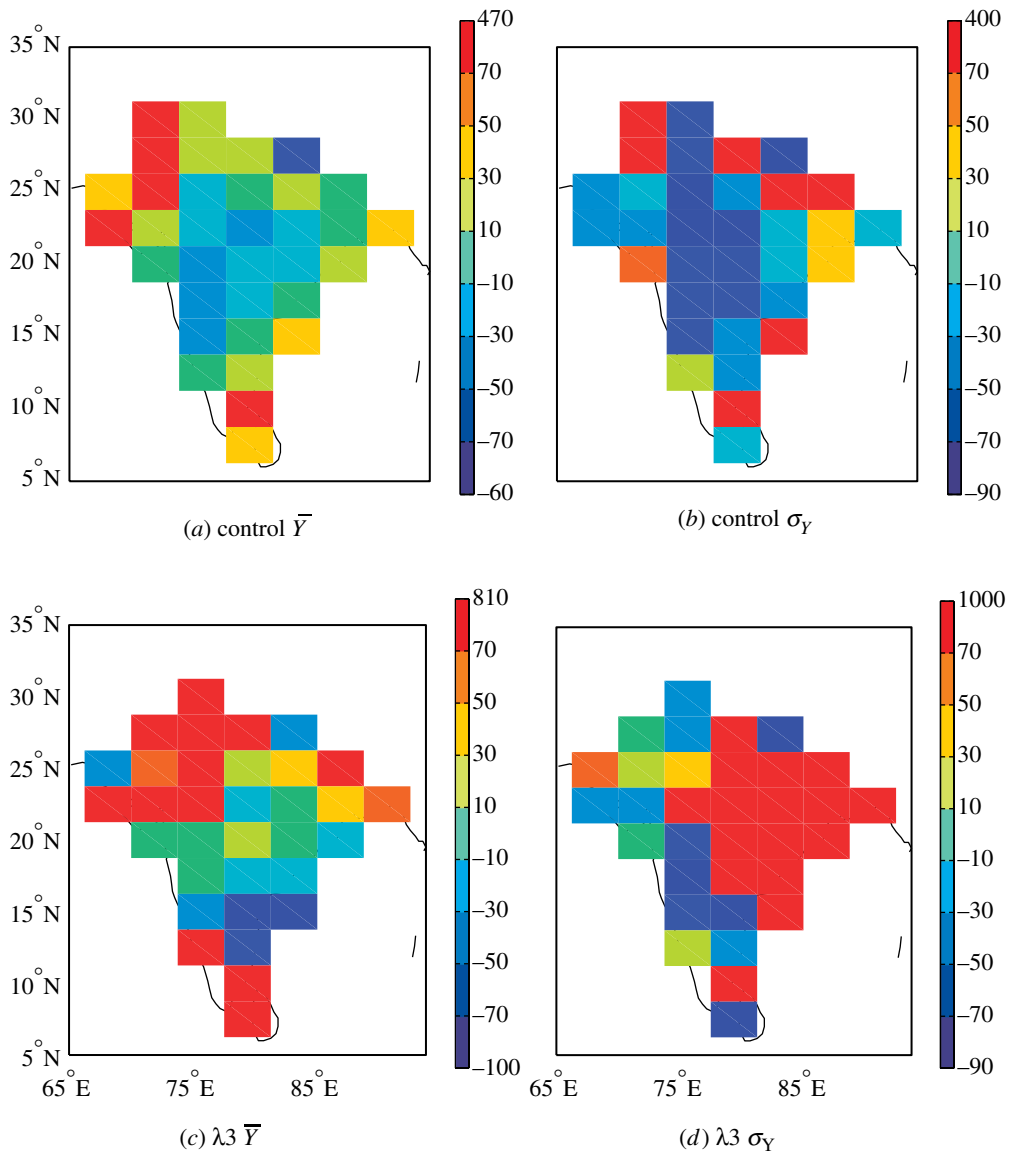 35° N
30° N
25° N
20° N
15° N
10° N
5° N
470
70
50
30
10
–10
–30
–50
–70
–60
(a) control Y̅
400
70
50
30
10
–10
–30
–50
–70
–90
(b) control σY
35° N
30° N
25° N
20° N
15° N
10° N
5° N
65° E 75° E 85° E
810
70
50
30
10
–10
–30
–50
–70
–100
(c) λ3 Y̅
65° E 75° E 85° E
1000
70
50
30
10
–10
–30
–50
–70
–90
(d) λ3 σY